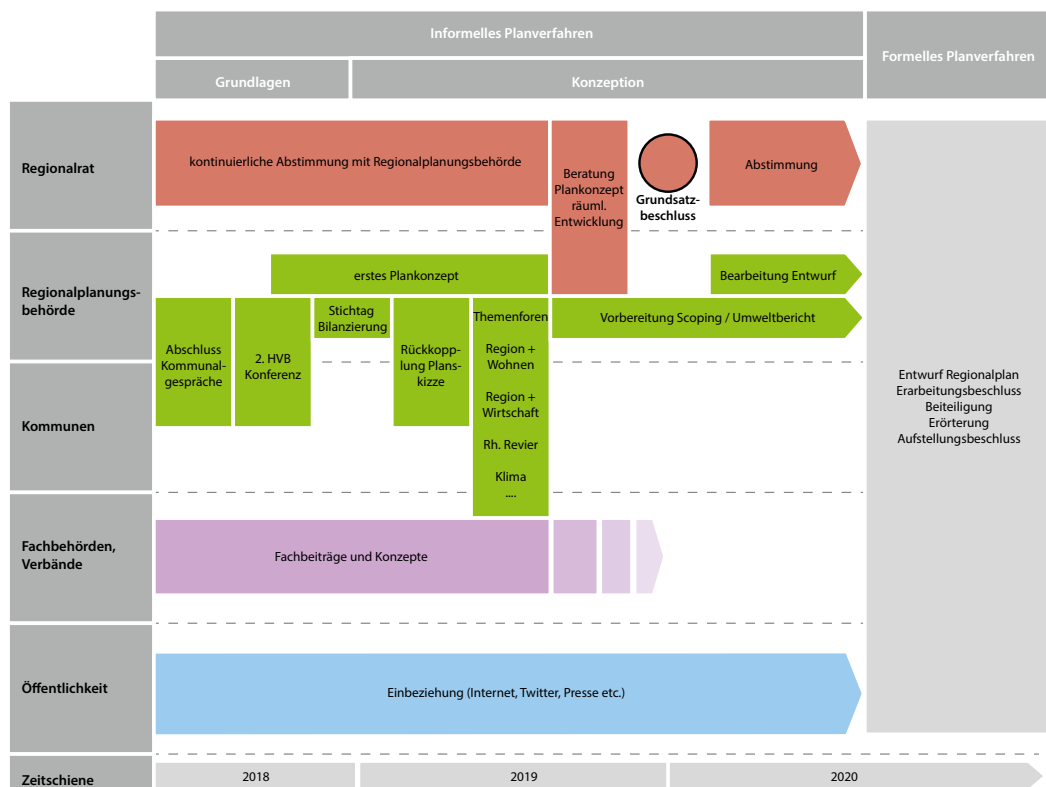 Informelles Planverfahren
Formelles Planverfahren
Grundlagen
Konzeption
Regionalrat
kontinuierliche Abstimmung mit Regionalplanungsbehörde
Beratung
Plankonzept
räuml.
Entwicklung
Grundsatz-
beschluss
Abstimmung
Regionalplanungs-
behörde
erstes Plankonzept
Bearbeitung Entwurf
Abschluss
Kommunal-
gespräche
2. HVB
Konferenz
Stichtag
Bilanzierung
Rückkopp-
lung Plans-
kizze
Themenforen
Region +
Wohnen
Region +
Wirtschaft
Rh. Revier
Klima
....
Vorbereitung Scoping / Umweltbericht
Kommunen
Entwurf Regionalplan
Erarbeitungsbeschluss
Beiteiligung
Erörterung
Aufstellungsbeschluss
Fachbehörden,
Verbände
Fachbeiträge und Konzepte
Öffentlichkeit
Einbeziehung (Internet, Twitter, Presse etc.)
Zeitschiene
2018
2019
2020